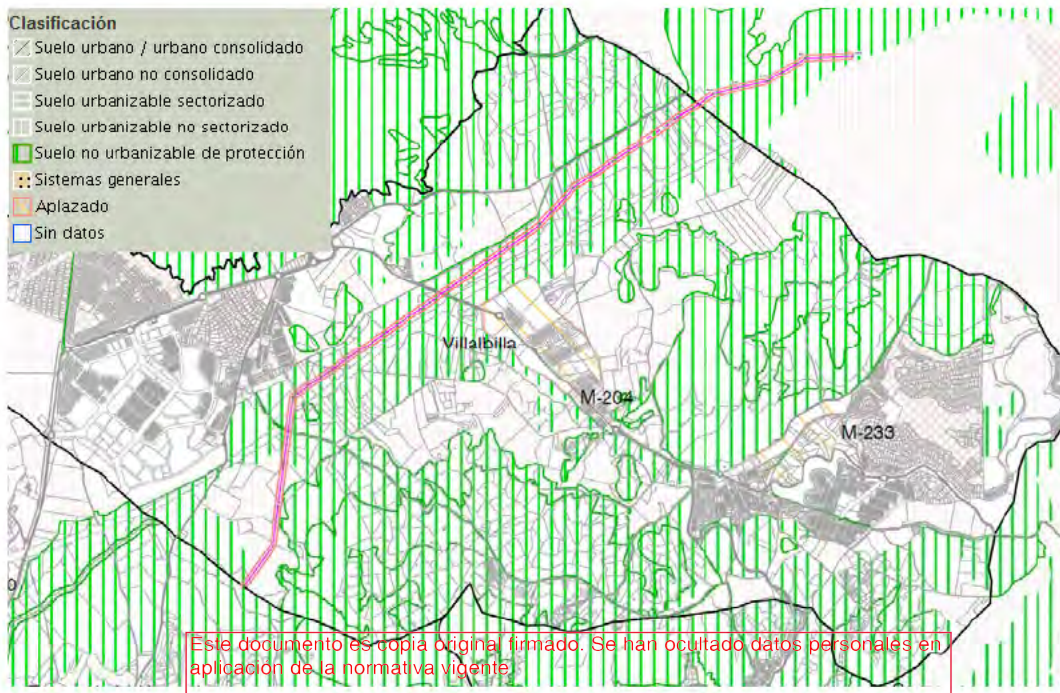 Clasificación
Suelo urbano / urbano consolidado
Suelo urbano no consolidado
Suelo urbanizable sectorizado
Suelo urbanizable no sectorizado
Suelo no urbanizable de protección
Sistemas generales
Aplazado
Sin datos
Villalbilla
M-204
M-233
0
Este documento es copia original firmado. Se han ocultado datos personales en
aplicación de la normativa vigente.